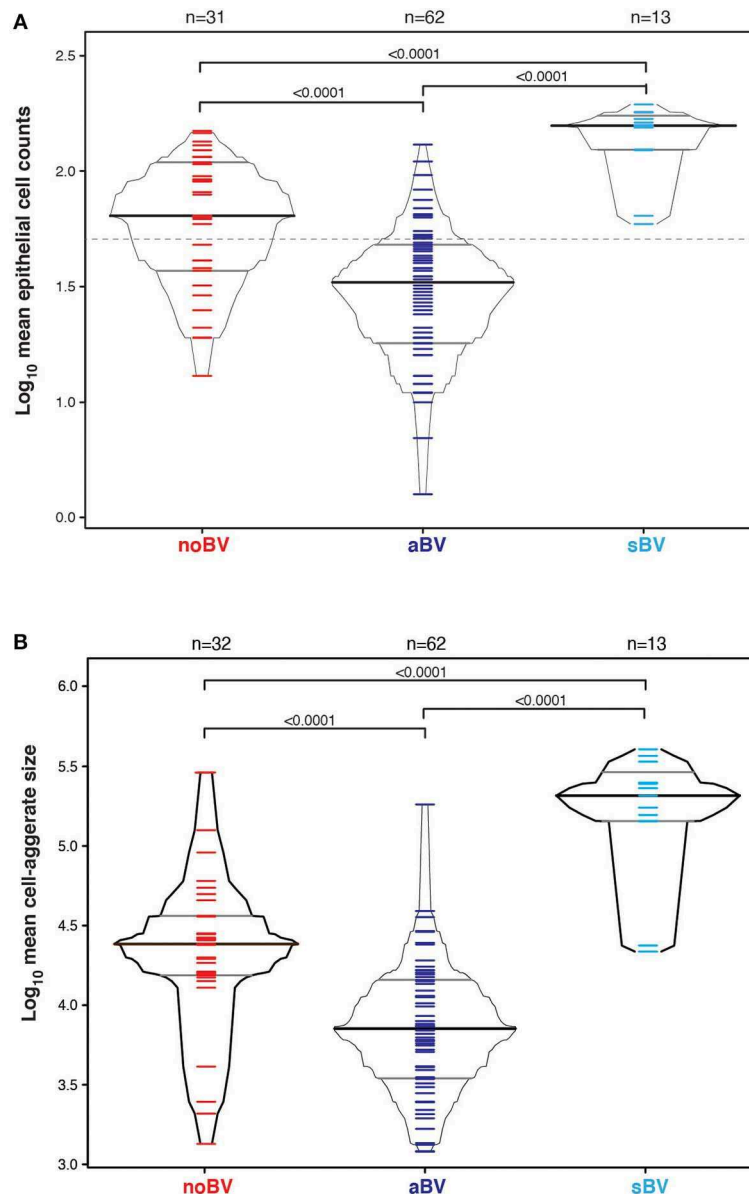 A
n=31 n=62 n=13
2.5
<0.0001
<0.0001 <0.0001
2.0
1.5
1.0
0.0
Log10 mean epithelial cell counts
noBV aBV sBV
B
n=32 n=62 n=13
6.0
<0.0001
<0.0001 <0.0001
5.5
5.0
4.5
4.0
3.5
3.0
Log10 mean cell-aggerate size
noBV aBV sBV